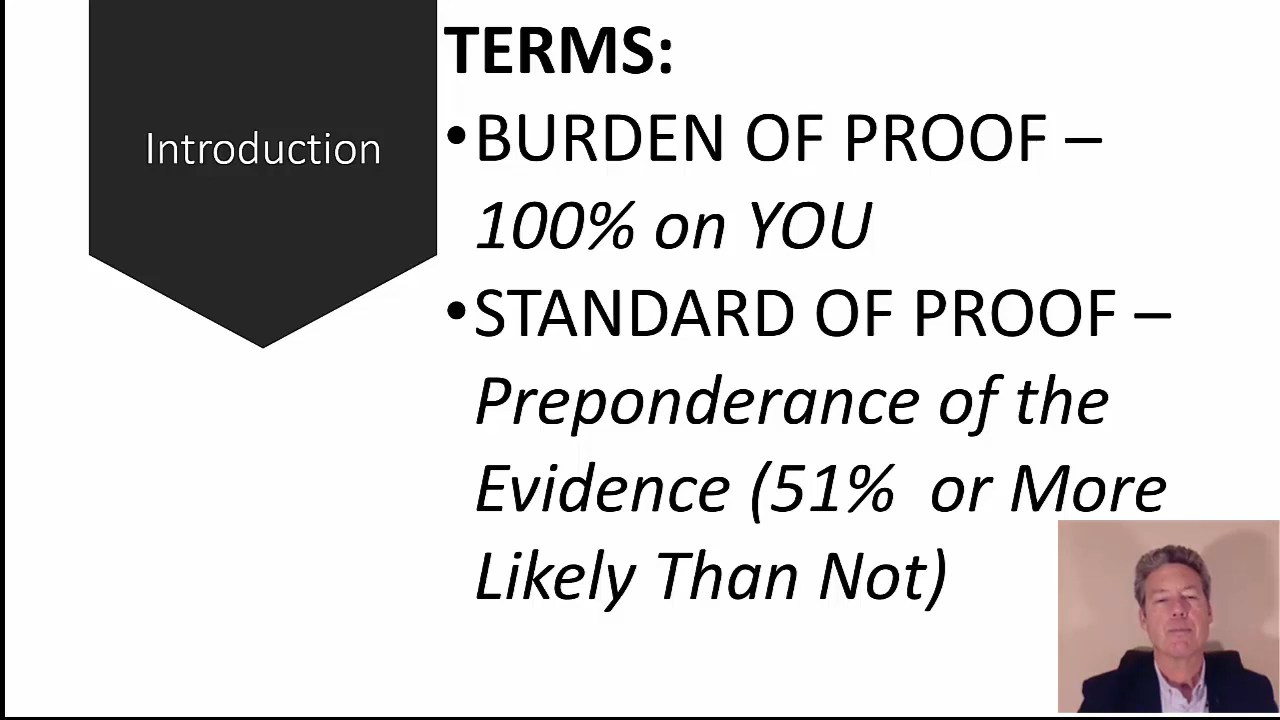 Introduction
TERMS:
•BURDEN OF PROOF –
100% on YOU
•STANDARD OF PROOF –
Preponderance of the
Evidence (51%  or More
Likely Than Not)